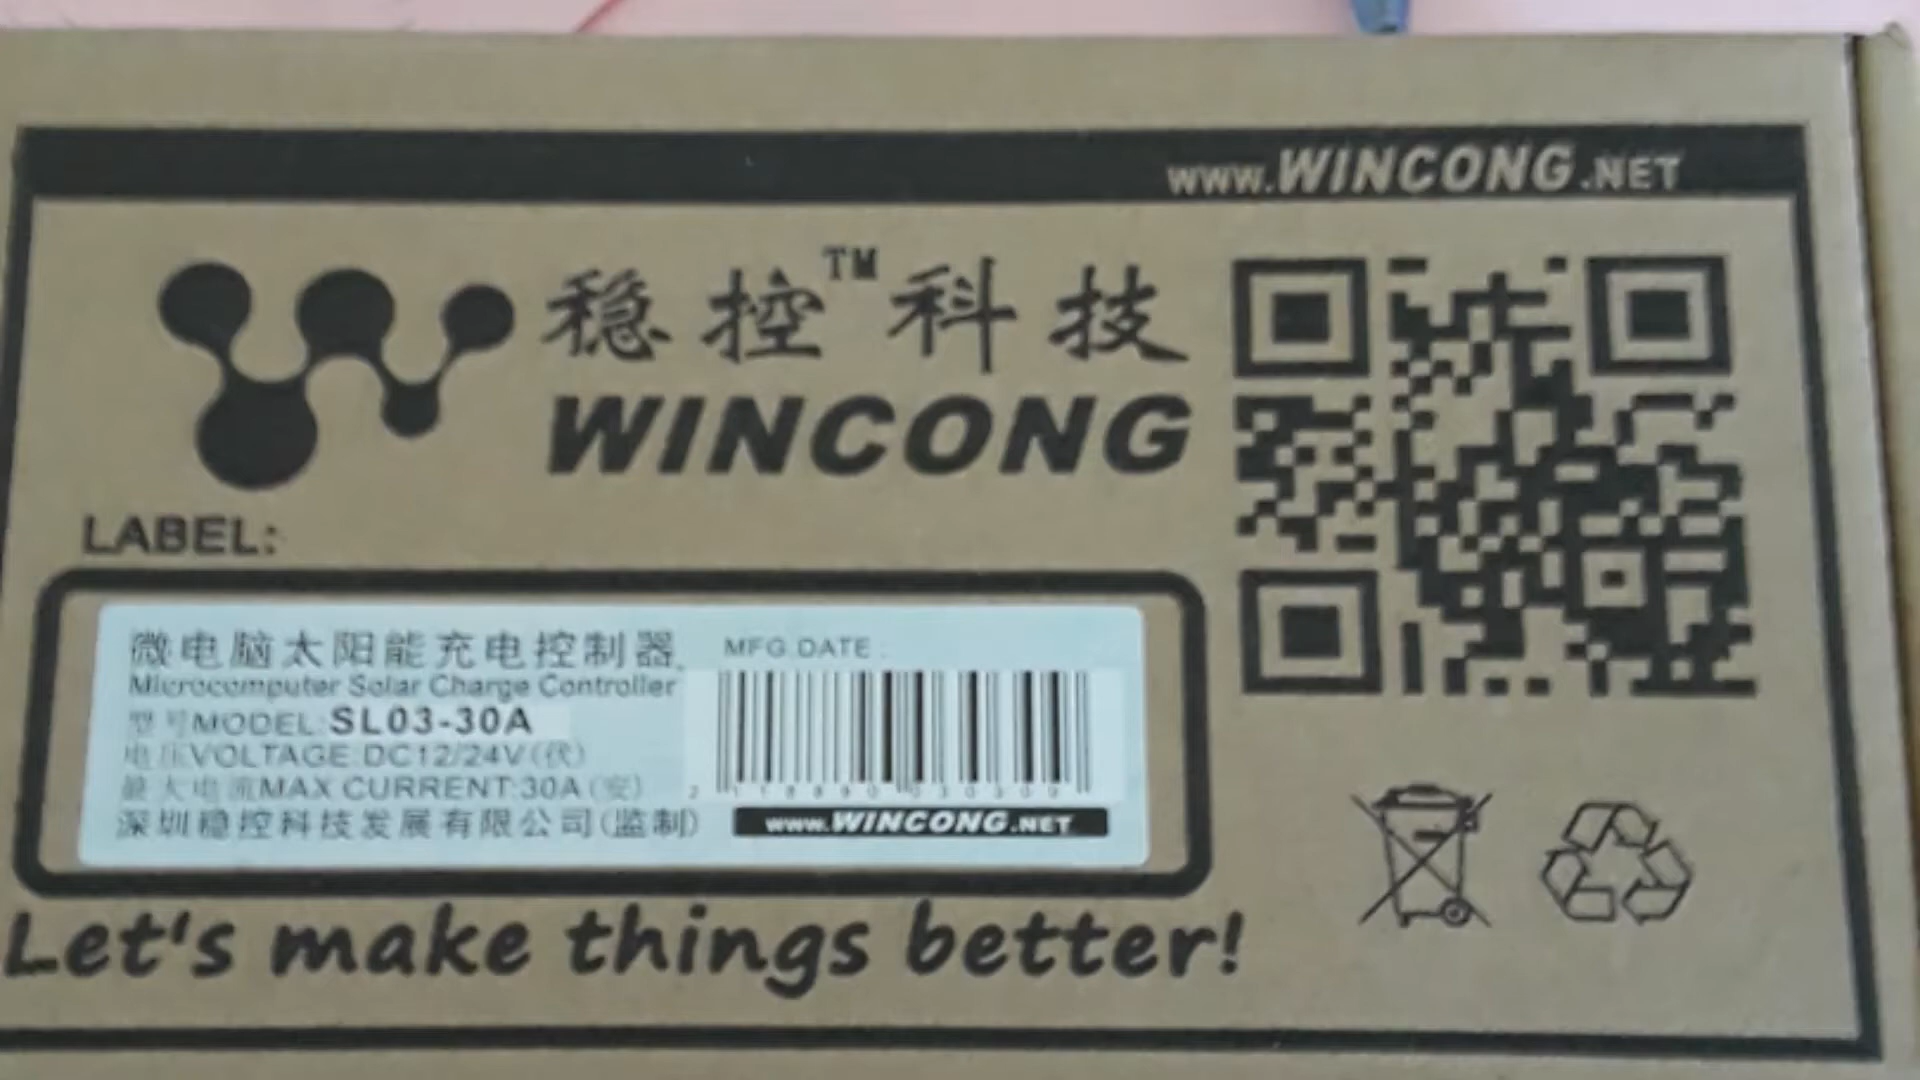 www.WINCONG.NET
稳控™科技
WINCONG
LABEL:
微电脑太阳能充电控制器
Microcomputer Solar Charge Controller
型号MODEL:SL03-30A
电压VOLTAGE:DC12/24V(伏)
最大电流MAX CURRENT:30A(安)
深圳稳控科技发展有限公司(监制)
MFG.DATE:
www.WINCONG.NET
Let's make things better!